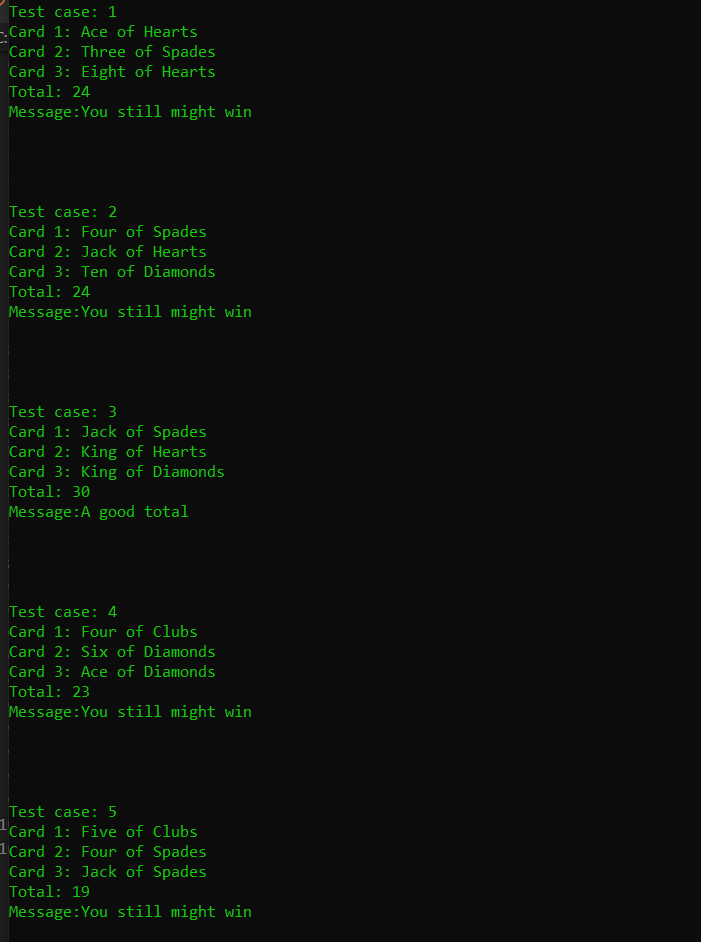 Test case: 1
Card 1: Ace of Hearts
Card 2: Three of Spades
Card 3: Eight of Hearts
Total: 24
Message:You still might win
Test case: 2
Card 1: Four of Spades
Card 2: Jack of Hearts
Card 3: Ten of Diamonds
Total: 24
Message:You still might win
Test case: 3
Card 1: Jack of Spades
Card 2: King of Hearts
Card 3: King of Diamonds
Total: 30
Message:A good total
Test case: 4
Card 1: Four of Clubs
Card 2: Six of Diamonds
Card 3: Ace of Diamonds
Total: 23
Message:You still might win
Test case: 5
Card 1: Five of Clubs
Card 2: Four of Spades
Card 3: Jack of Spades
Total: 19
Message:You still might win